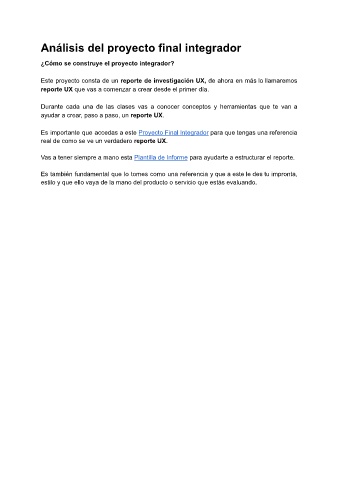 Análisis del proyecto final integrador
¿Cómo se construye el proyecto integrador?
Este proyecto consta de un reporte de investigación UX, de ahora en más lo llamaremos
reporte UX que vas a comenzar a crear desde el primer día.
Durante cada una de las clases vas a conocer conceptos y herramientas que te van a
ayudar a crear, paso a paso, un reporte UX.
Es importante que accedas a este Proyecto Final Integrador para que tengas una referencia
real de como se ve un verdadero reporte UX.
Vas a tener siempre a mano esta Plantilla de Informe para ayudarte a estructurar el reporte.
Es también fundamental que lo tomes como una referencia y que a este le des tu impronta,
estilo y que ello vaya de la mano del producto o servicio que estás evaluando.